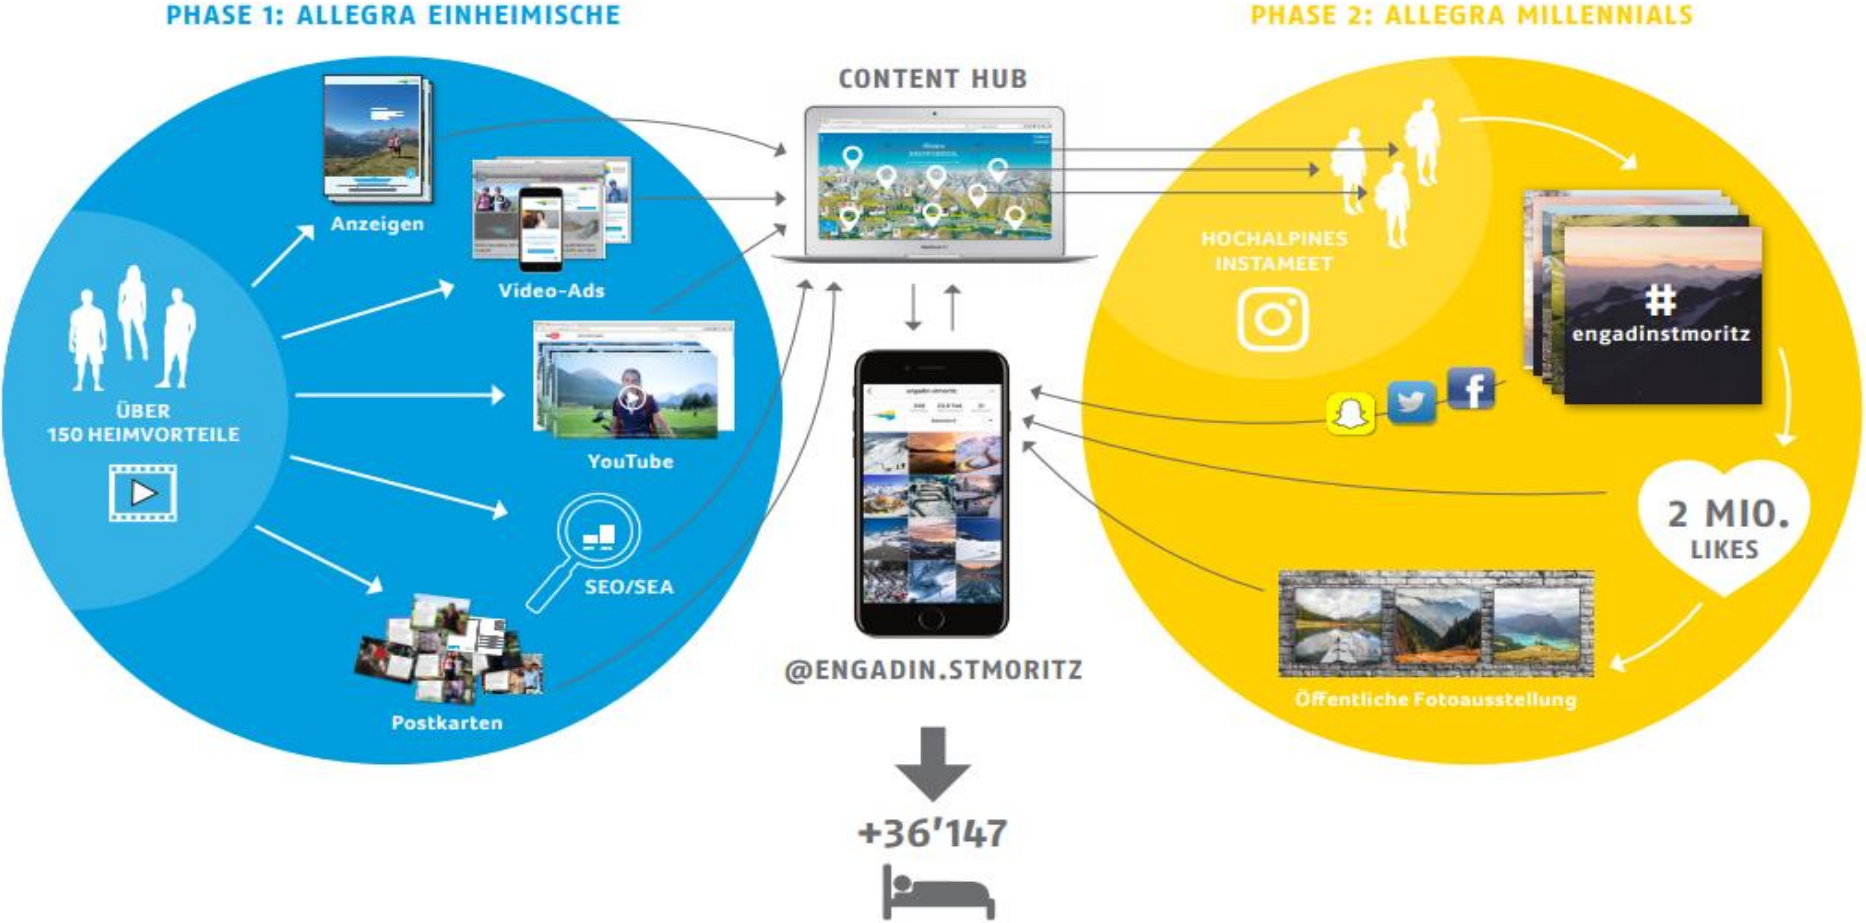 PHASE 1: ALLEGRA EINHEIMISCHE
PHASE 2: ALLEGRA MILLENNIALS
CONTENT HUB
Anzeigen
Video-Ads
YouTube
SEO/SEA
Postkarten
ÜBER
150 HEIMVORTEILE
@ENGADIN.STMORITZ
+36'147
HOCHALPINES
INSTAMEET
#
engadinstmoritz
f
2 MIO.
LIKES
Öffentliche Fotoausstellung